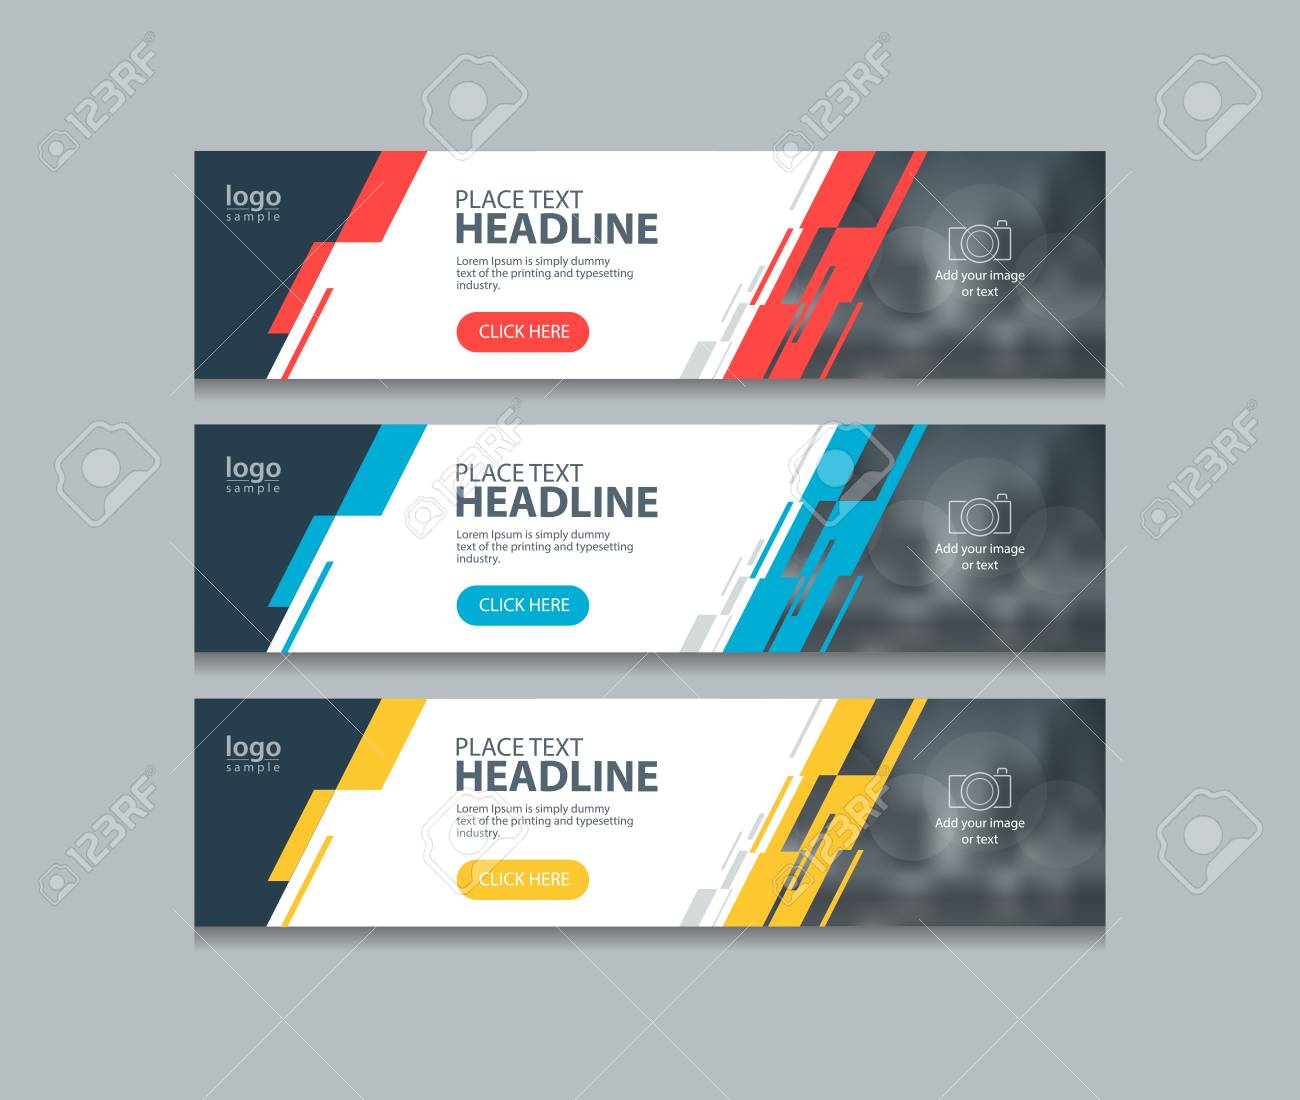 logo
sample
PLACE TEXT
HEADLINE
Lorem Ipsum is simply dummy
text of the printing and typesetting
industry.
CLICK HERE
Add your image
or text
logo
sample
PLACE TEXT
HEADLINE
Lorem Ipsum is simply dummy
text of the printing and typesetting
industry.
CLICK HERE
Add your image
or text
logo
sample
PLACE TEXT
HEADLINE
Lorem Ipsum is simply dummy
text of the printing and typesetting
industry.
CLICK HERE
Add your image
or text
123RF
123RF
123RF
123RF
123RF
123RF
123RF
123RF